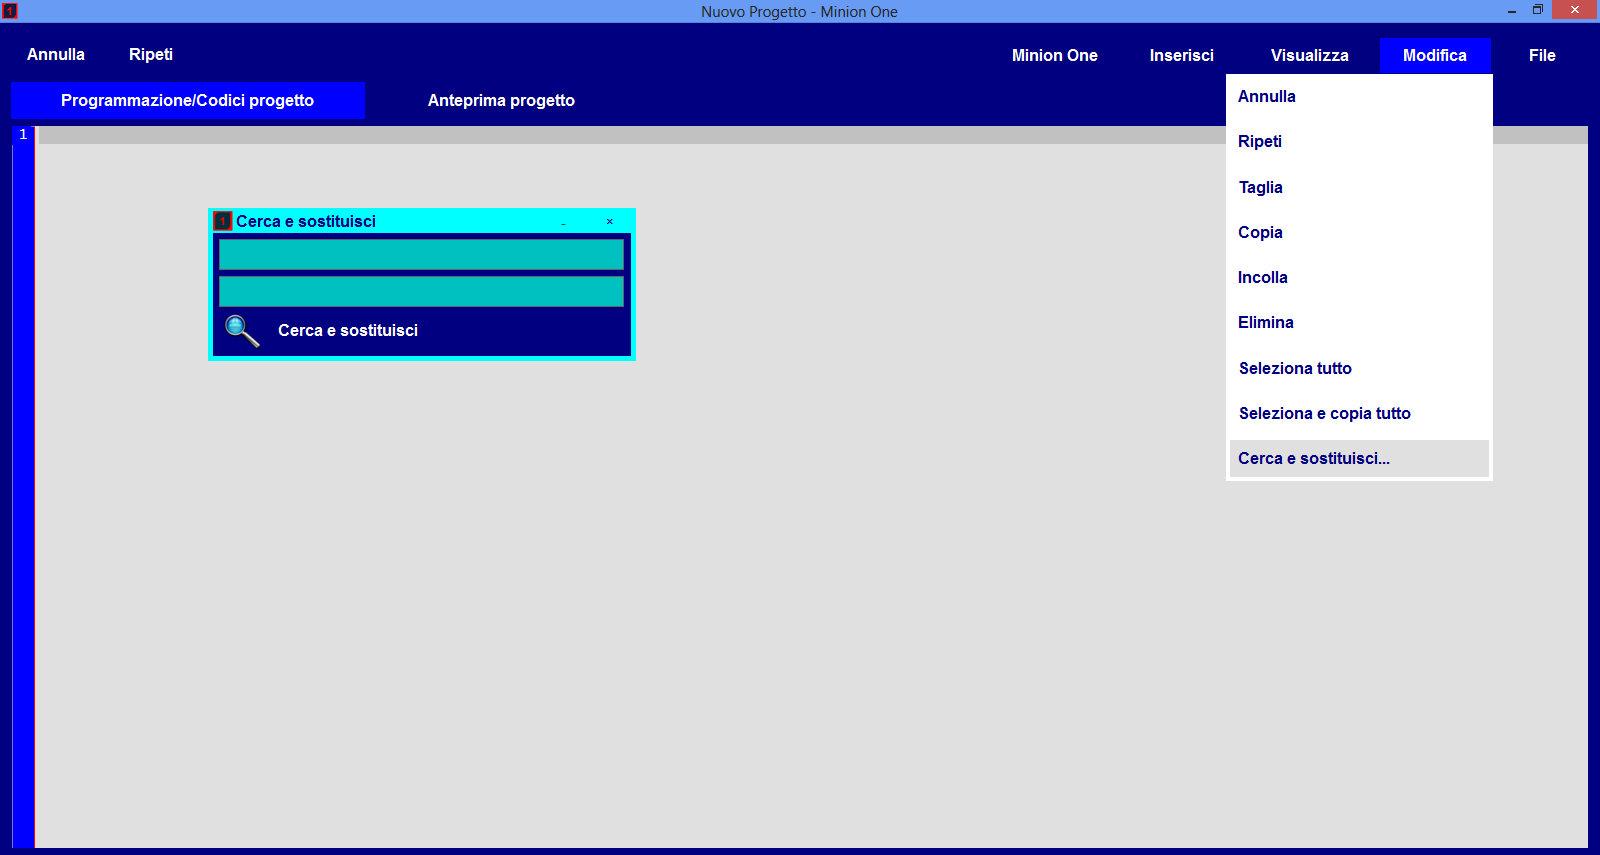 Nuovo Progetto - Minion One
Annulla Ripeti Minion One Inserisci Visualizza Modifica File
Programmazione/Codici progetto Anteprima progetto
1
Annulla
Ripeti
Taglia
Copia
Incolla
Elimina
Seleziona tutto
Seleziona e copia tutto
Cerca e sostituisci...
Cerca e sostituisci
Cerca e sostituisci